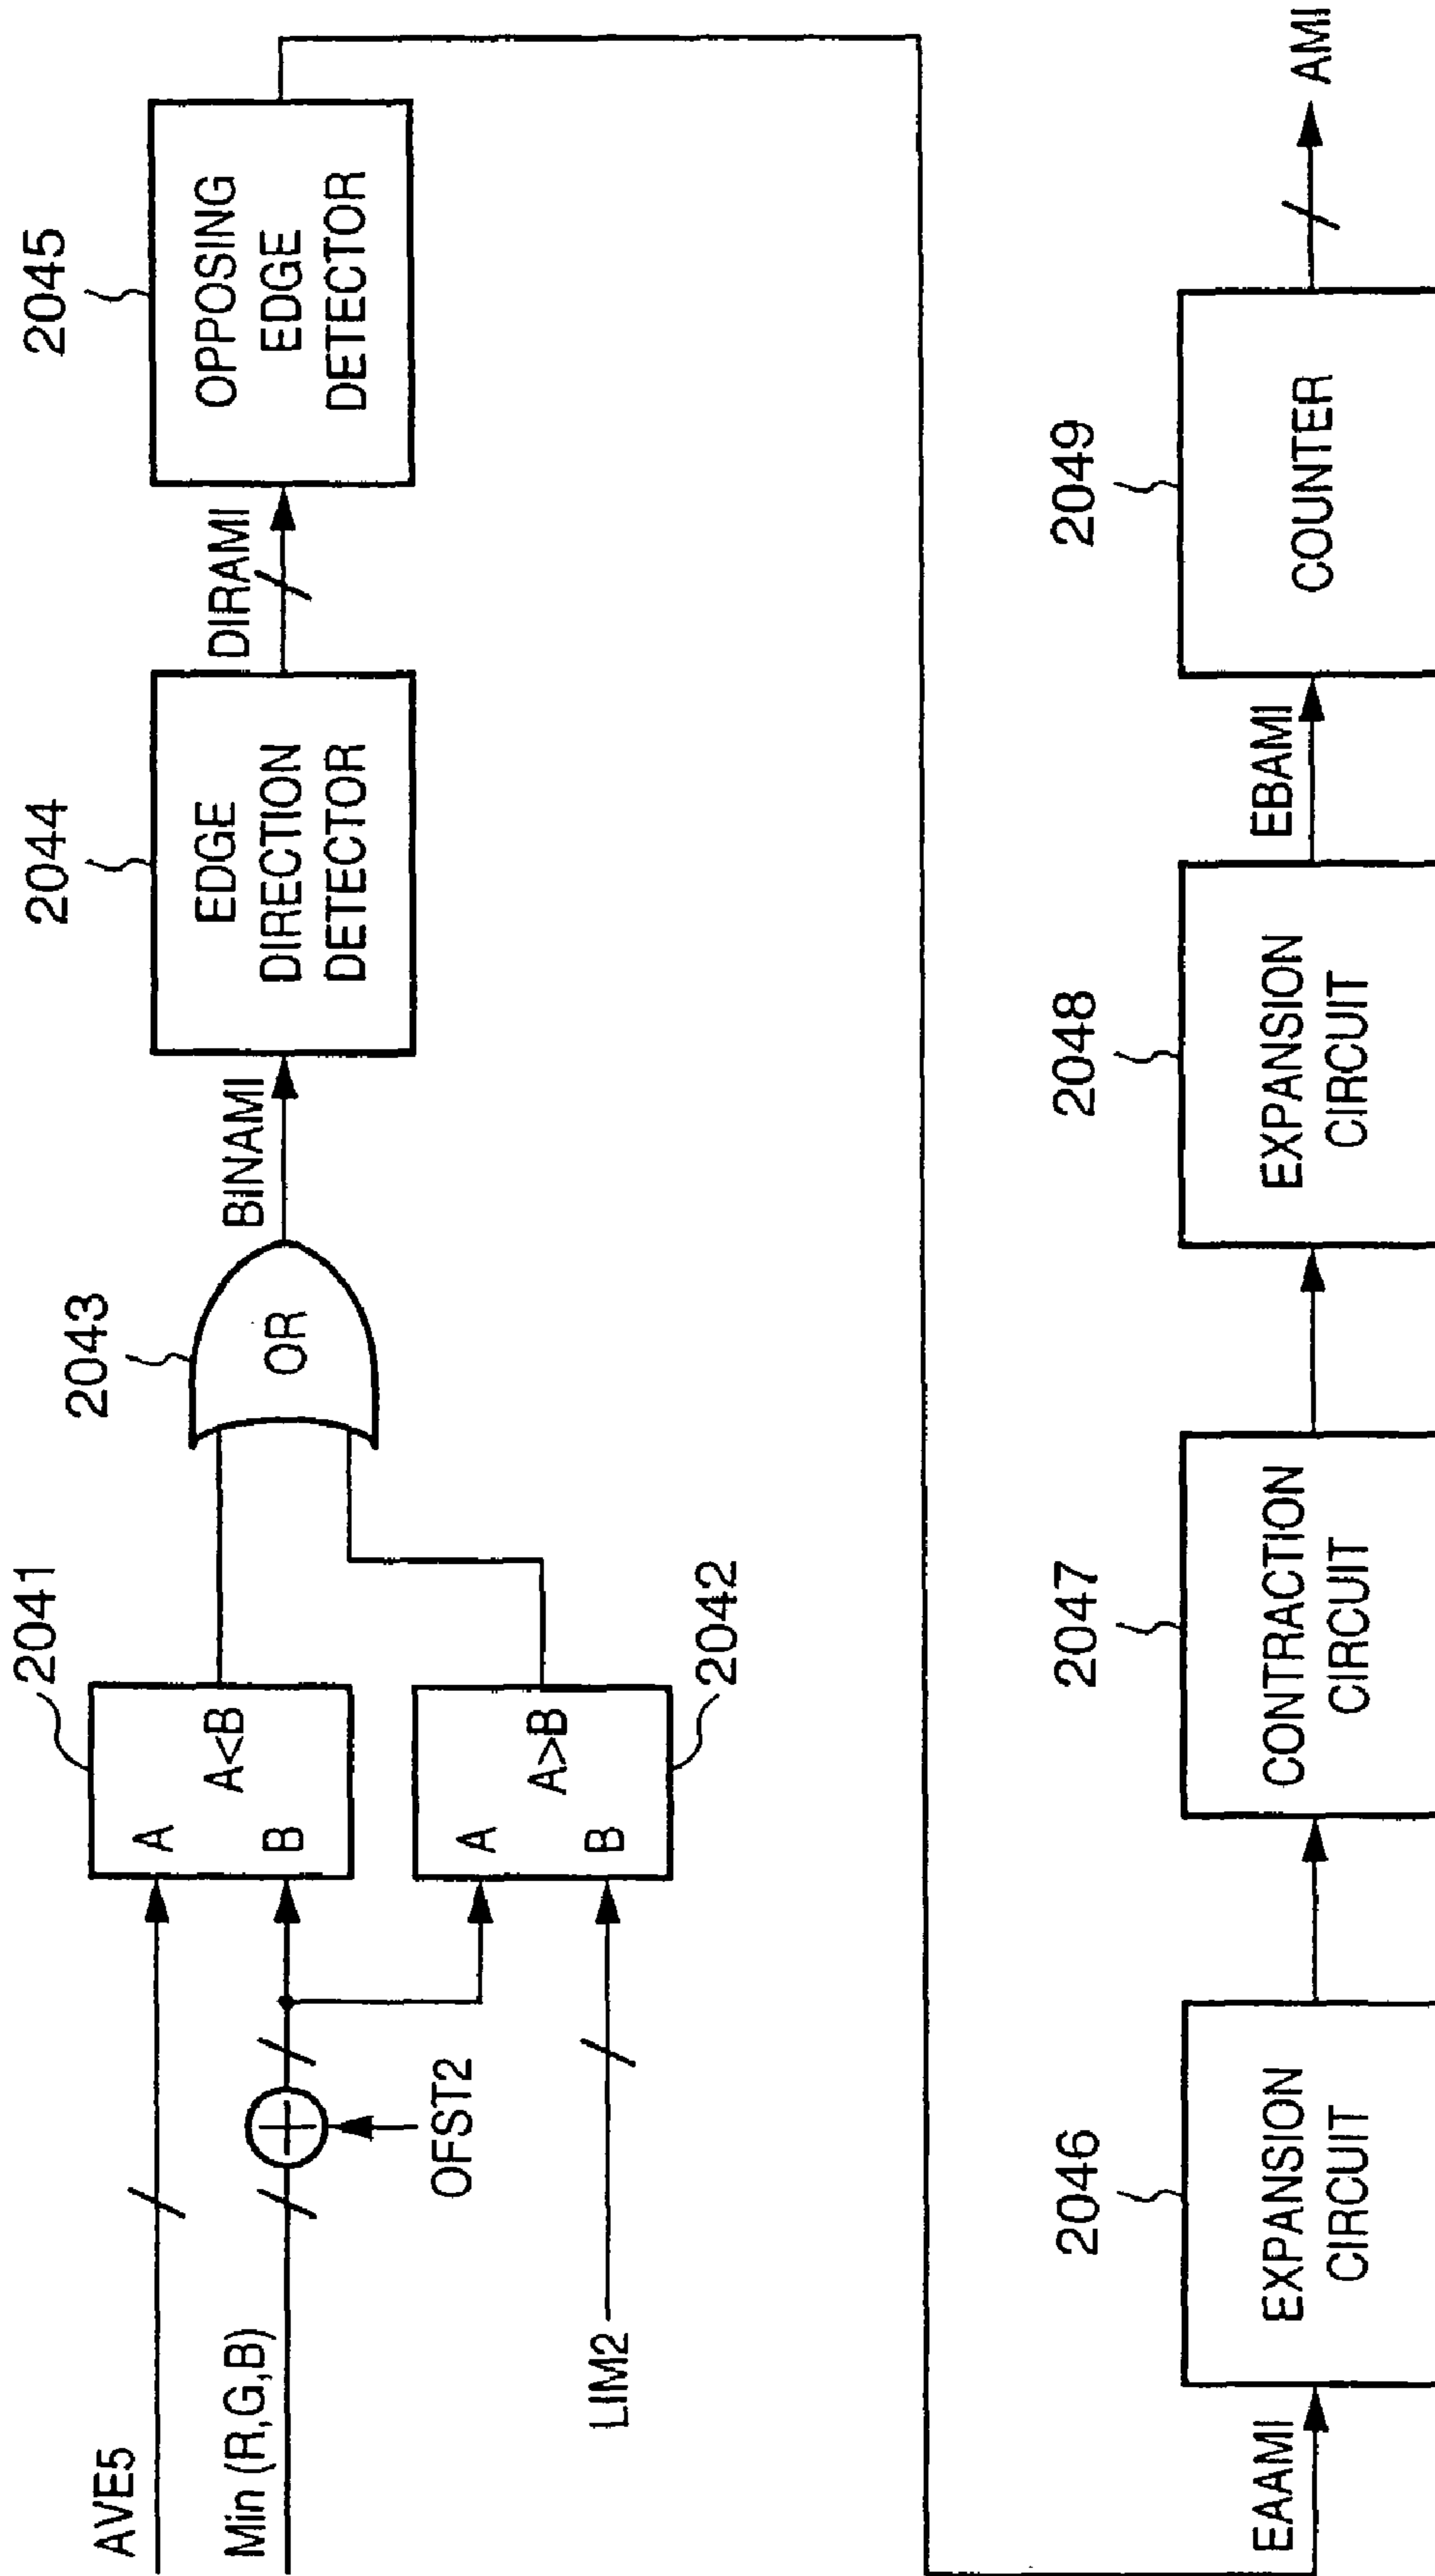 AVE5
Min (R,G,B)
OFST2
LIM2
2041
A
A<B
B
2042
A
A>B
B
2043
OR
BINAMI
2044
EDGE
DIRECTION
DETECTOR
DIRAMI
2045
OPPOSING
EDGE
DETECTOR
EAAMI
2046
EXPANSION
CIRCUIT
2047
CONTRACTION
CIRCUIT
2048
EXPANSION
CIRCUIT
EBAMI
2049
COUNTER
AMI